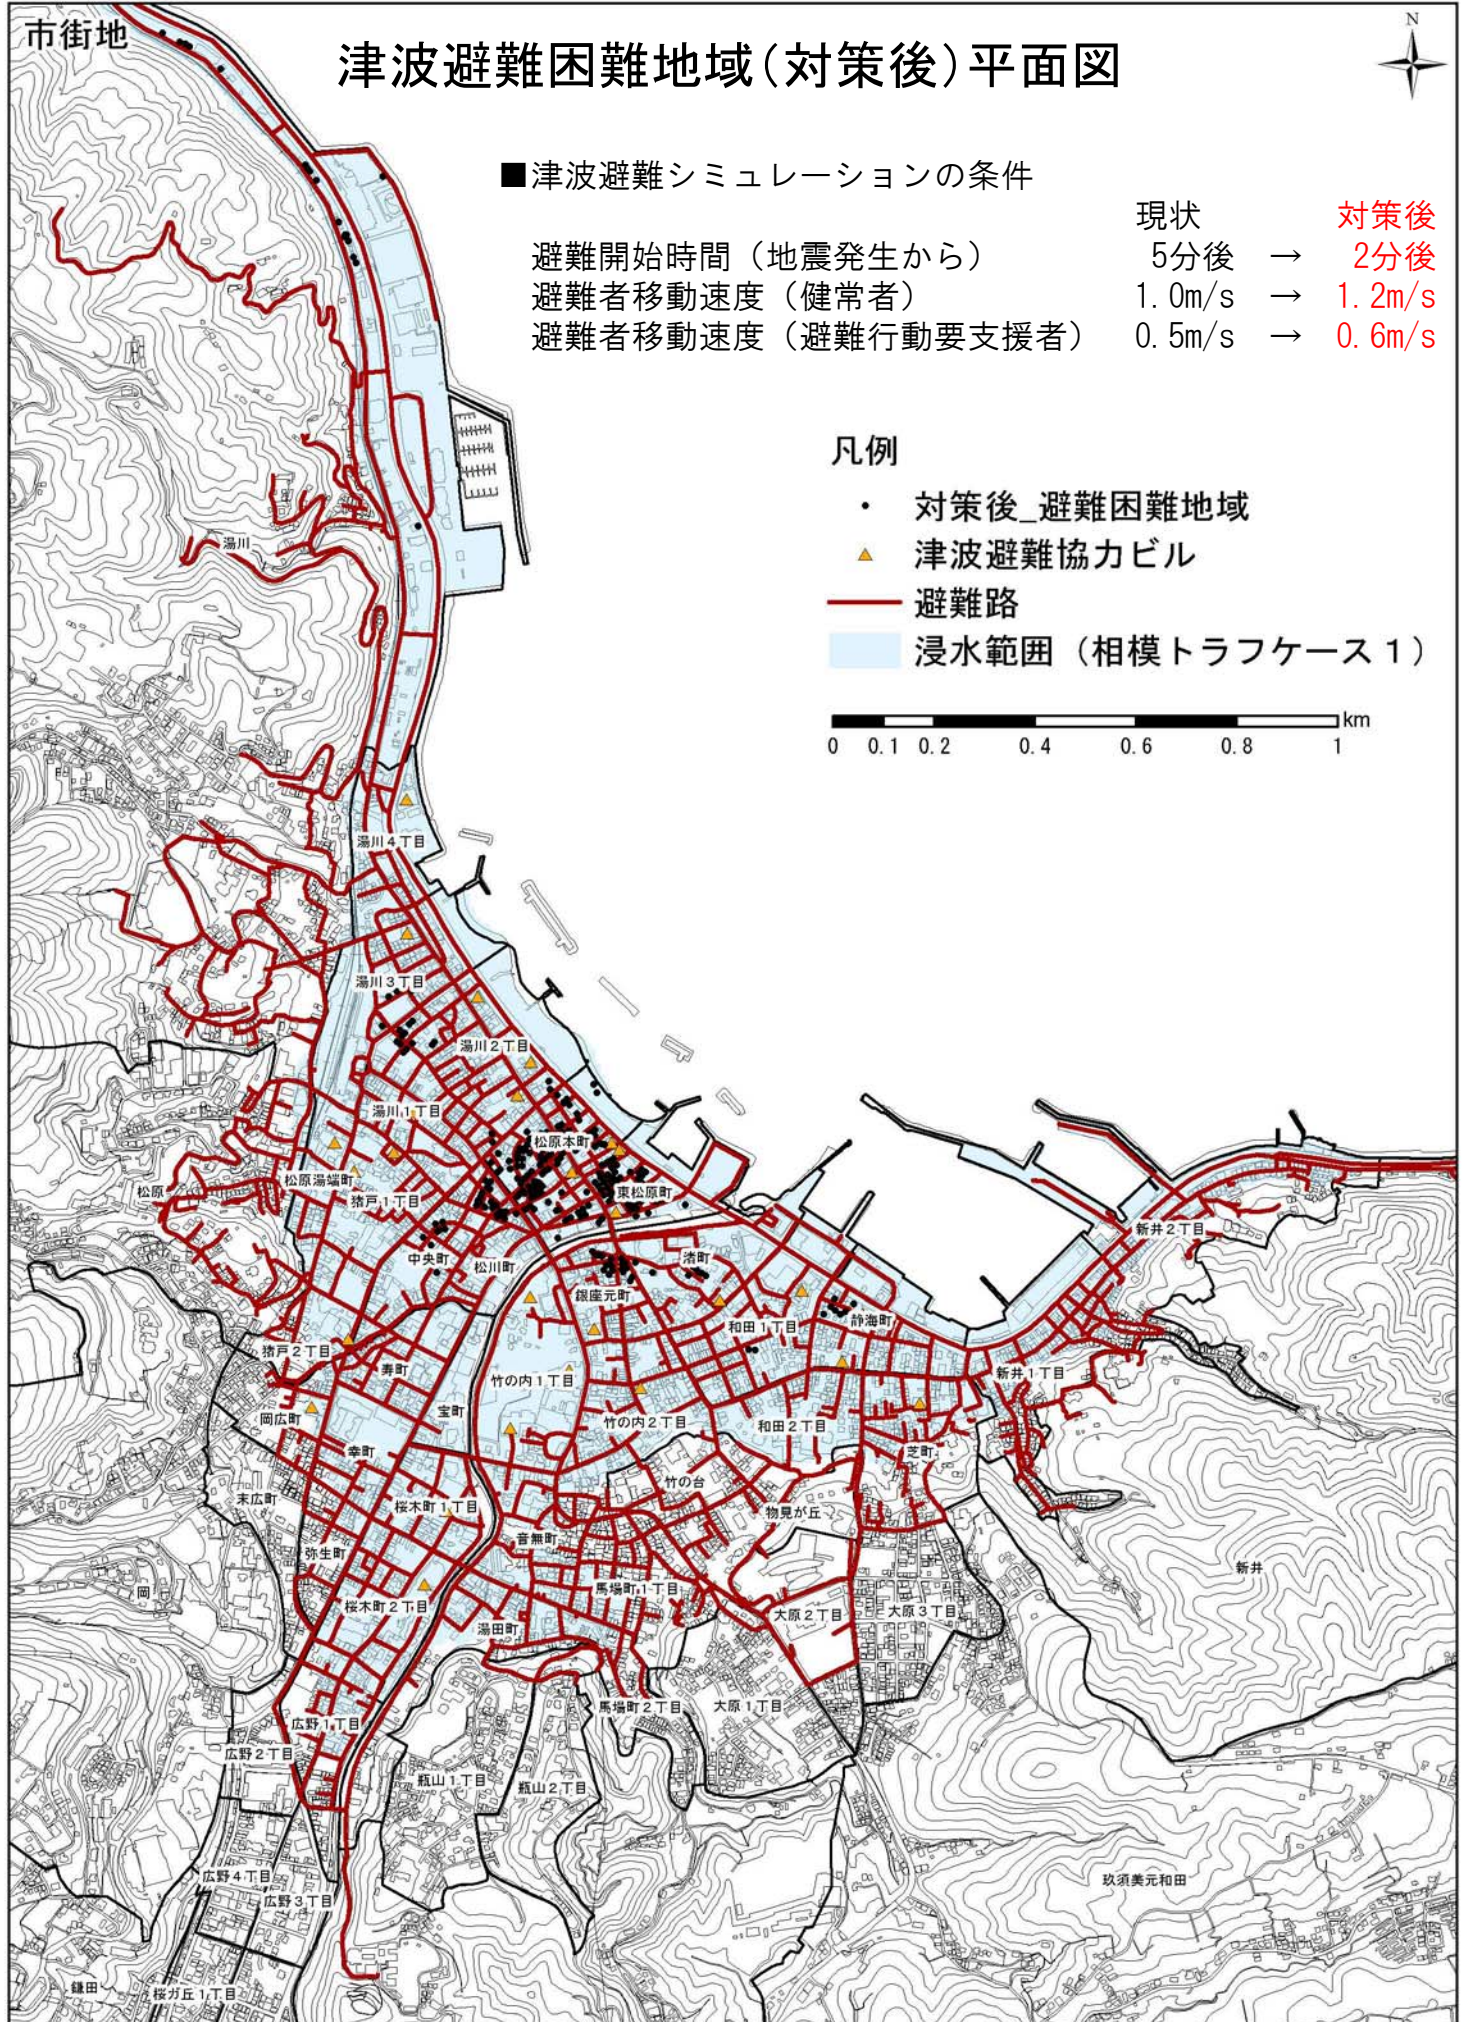 市街地
津波避難困難地域(対策後)平面図
N
■津波避難シミュレーションの条件
現状 対策後
避難開始時間（地震発生から） 5分後 → 2分後
避難者移動速度（健常者） 1.0m/s → 1.2m/s
避難者移動速度（避難行動要支援者） 0.5m/s → 0.6m/s
凡例
対策後_避難困難地域
津波避難協力ビル
避難路
浸水範囲（相模トラフケース１）
km
0 0.1 0.2 0.4 0.6 0.8 1
湯川
湯川４丁目
湯川３丁目
湯川２丁目
湯川１丁目
松原本町
松原湯端町
松原
猪戸１丁目
東松原町
新井２丁目
中央町
松川町
渚町
銀座元町
和田１丁目
静海町
猪戸２丁目
寿町
竹の内１丁目
新井１丁目
岡広町
宝町
竹の内２丁目
和田２丁目
幸町
芝町
末広町
竹の台
桜木町１丁目
物見が丘
音無町
弥生町
岡
新井
馬場町１丁目
桜木町２丁目
大原２丁目
大原３丁目
湯田町
馬場町２丁目
大原１丁目
広野１丁目
広野２丁目
瓶山１丁目
瓶山２丁目
広野４丁目
広野３丁目
玖須美元和田
鎌田
桜ガ丘１丁目